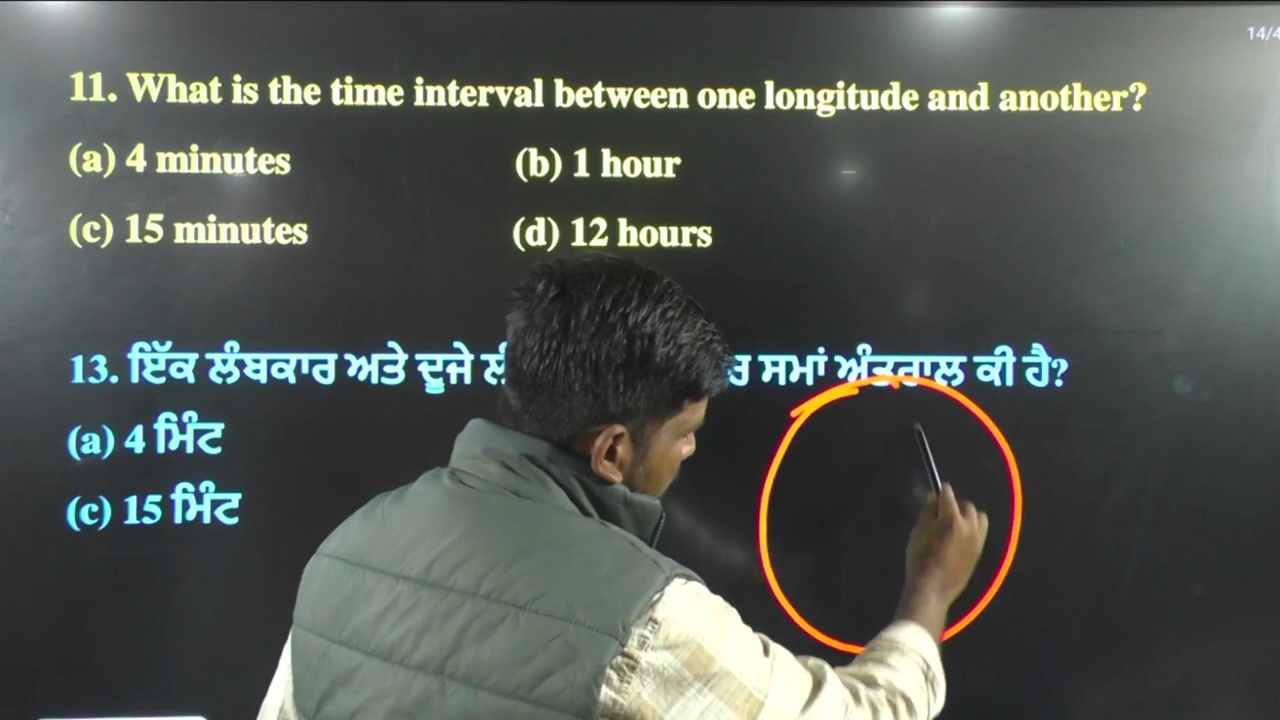 14/4
11. What is the time interval between one longitude and another?
(a) 4 minutes (b) 1 hour
(c) 15 minutes (d) 12 hours
13. ਇੱਕ ਲੰਬਕਾਰ ਅਤੇ ਦੂਜੇ ਸਮਾਂ ਅੰਤਰਾਲ ਕੀ ਹੈ?
(a) 4 ਮਿੰਟ
(c) 15 ਮਿੰਟ